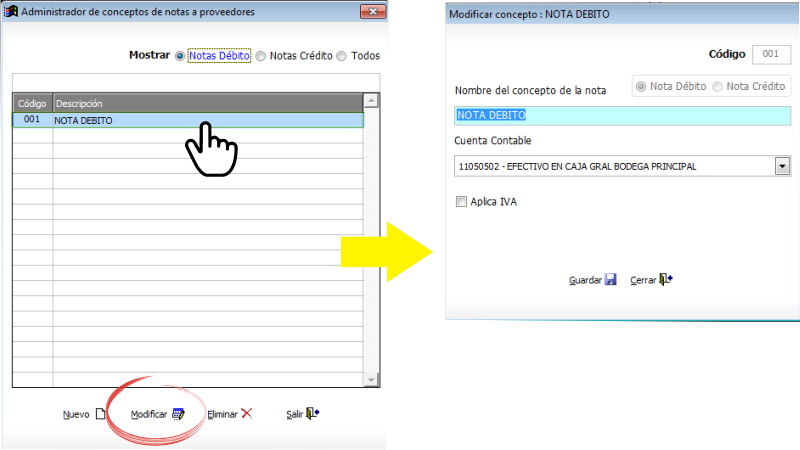 Administrador de conceptos de notas a proveedores
Mostrar Notas Débito Notas Crédito Todos
Código Descripción
001 NOTA DEBITO
Nuevo Modificar Eliminar Salir
Modificar concepto : NOTA DEBITO
Código 001
Nombre del concepto de la nota Nota Débito Nota Crédito
NOTA DEBITO
Cuenta Contable
11050502 - EFECTIVO EN CAJA GRAL BODEGA PRINCIPAL
Aplica IVA
Guardar Cerrar